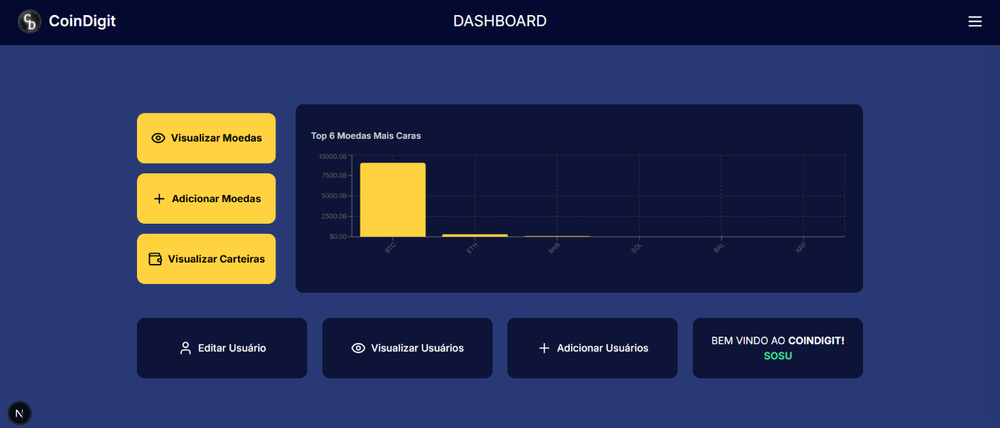 CoinDigit
DASHBOARD
Visualizar Moedas
Adicionar Moedas
Visualizar Carteiras
Top 6 Moedas Mais Caras
10000.0B
7500.0B
5000.0B
2500.0B
$0.00
BTC
ETH
BNB
SOL
BRL
XRP
Editar Usuário
Visualizar Usuários
Adicionar Usuários
BEM VINDO AO COINDIGIT!
SOSU
N